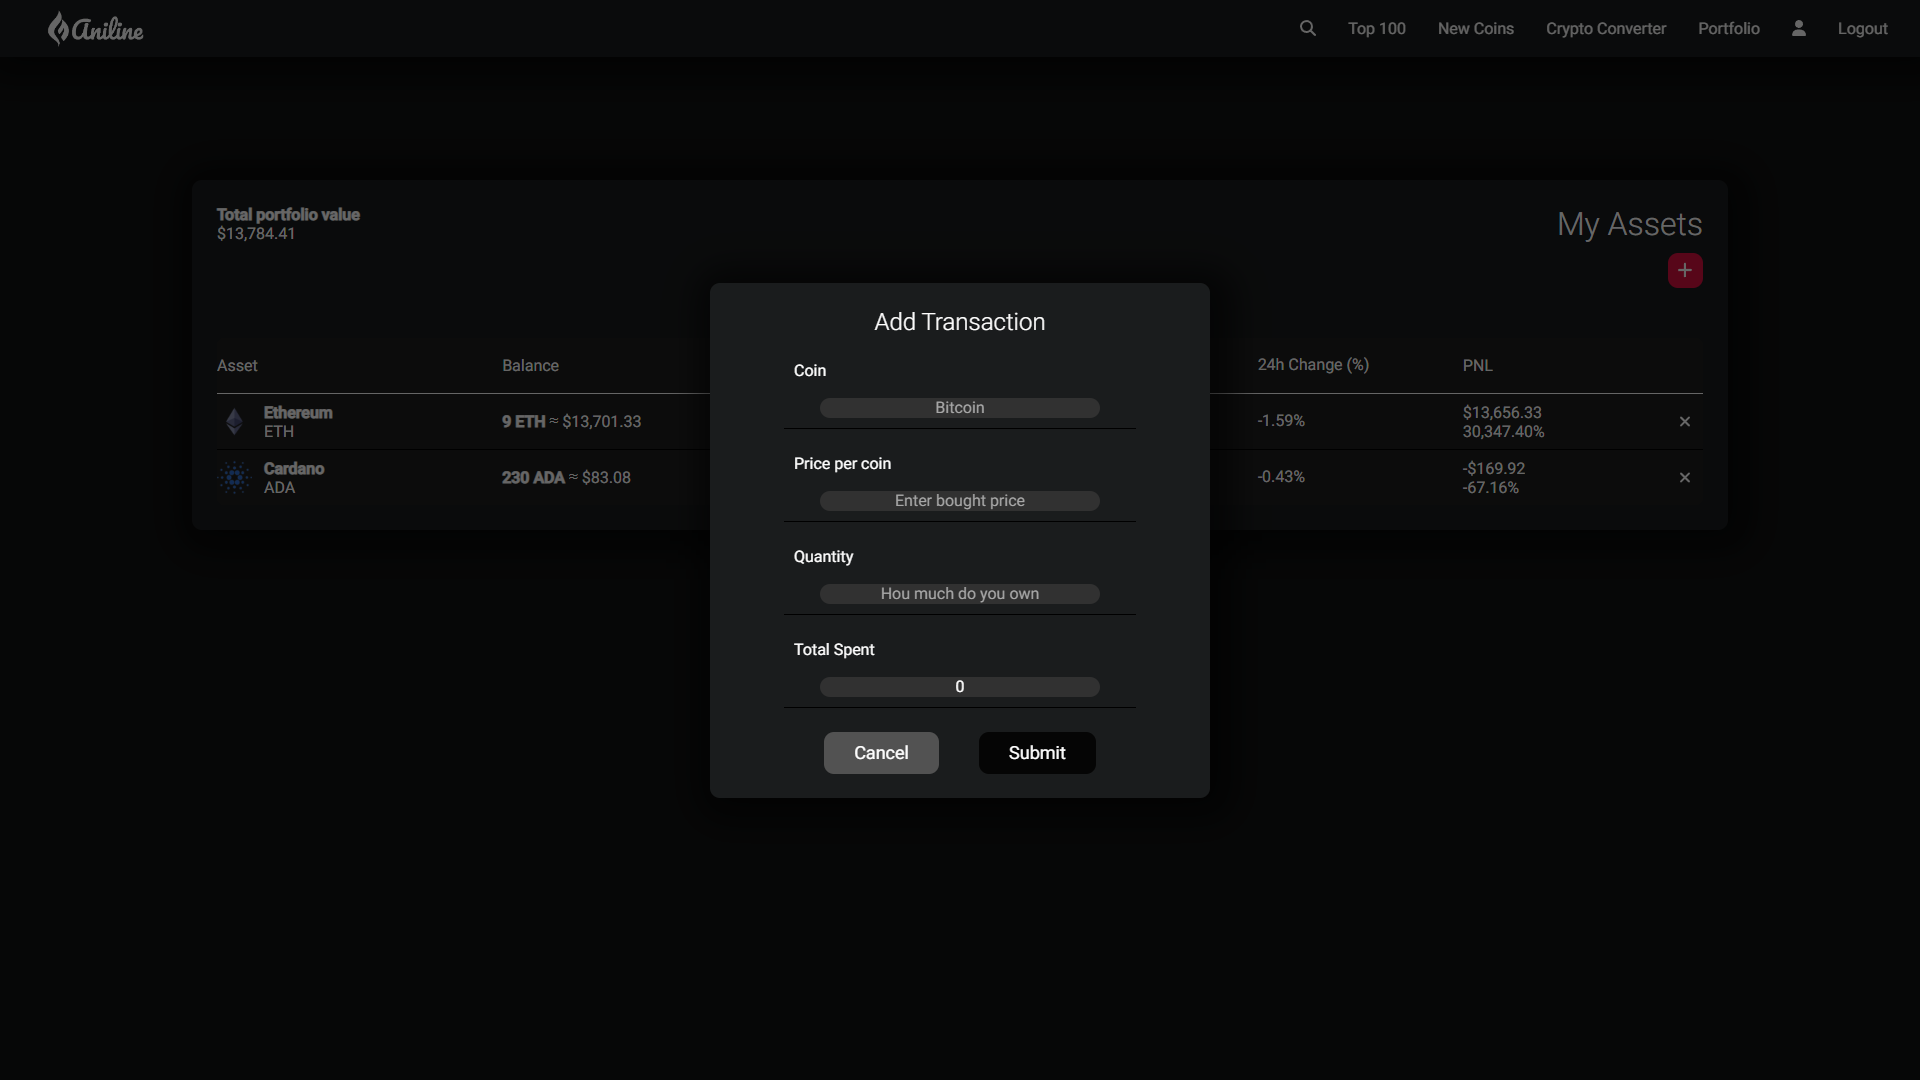 Aniline
Top 100
New Coins
Crypto Converter
Portfolio
Logout
Total portfolio value
$13,784.41
My Assets
+
Asset
Balance
24h Change (%)
PNL
Ethereum
ETH
9 ETH ≈ $13,701.33
-1.59%
$13,656.33
30,347.40%
Cardano
ADA
230 ADA ≈ $83.08
-0.43%
-$169.92
-67.16%
Add Transaction
Coin
Bitcoin
Price per coin
Enter bought price
Quantity
Hou much do you own
Total Spent
0
Cancel
Submit